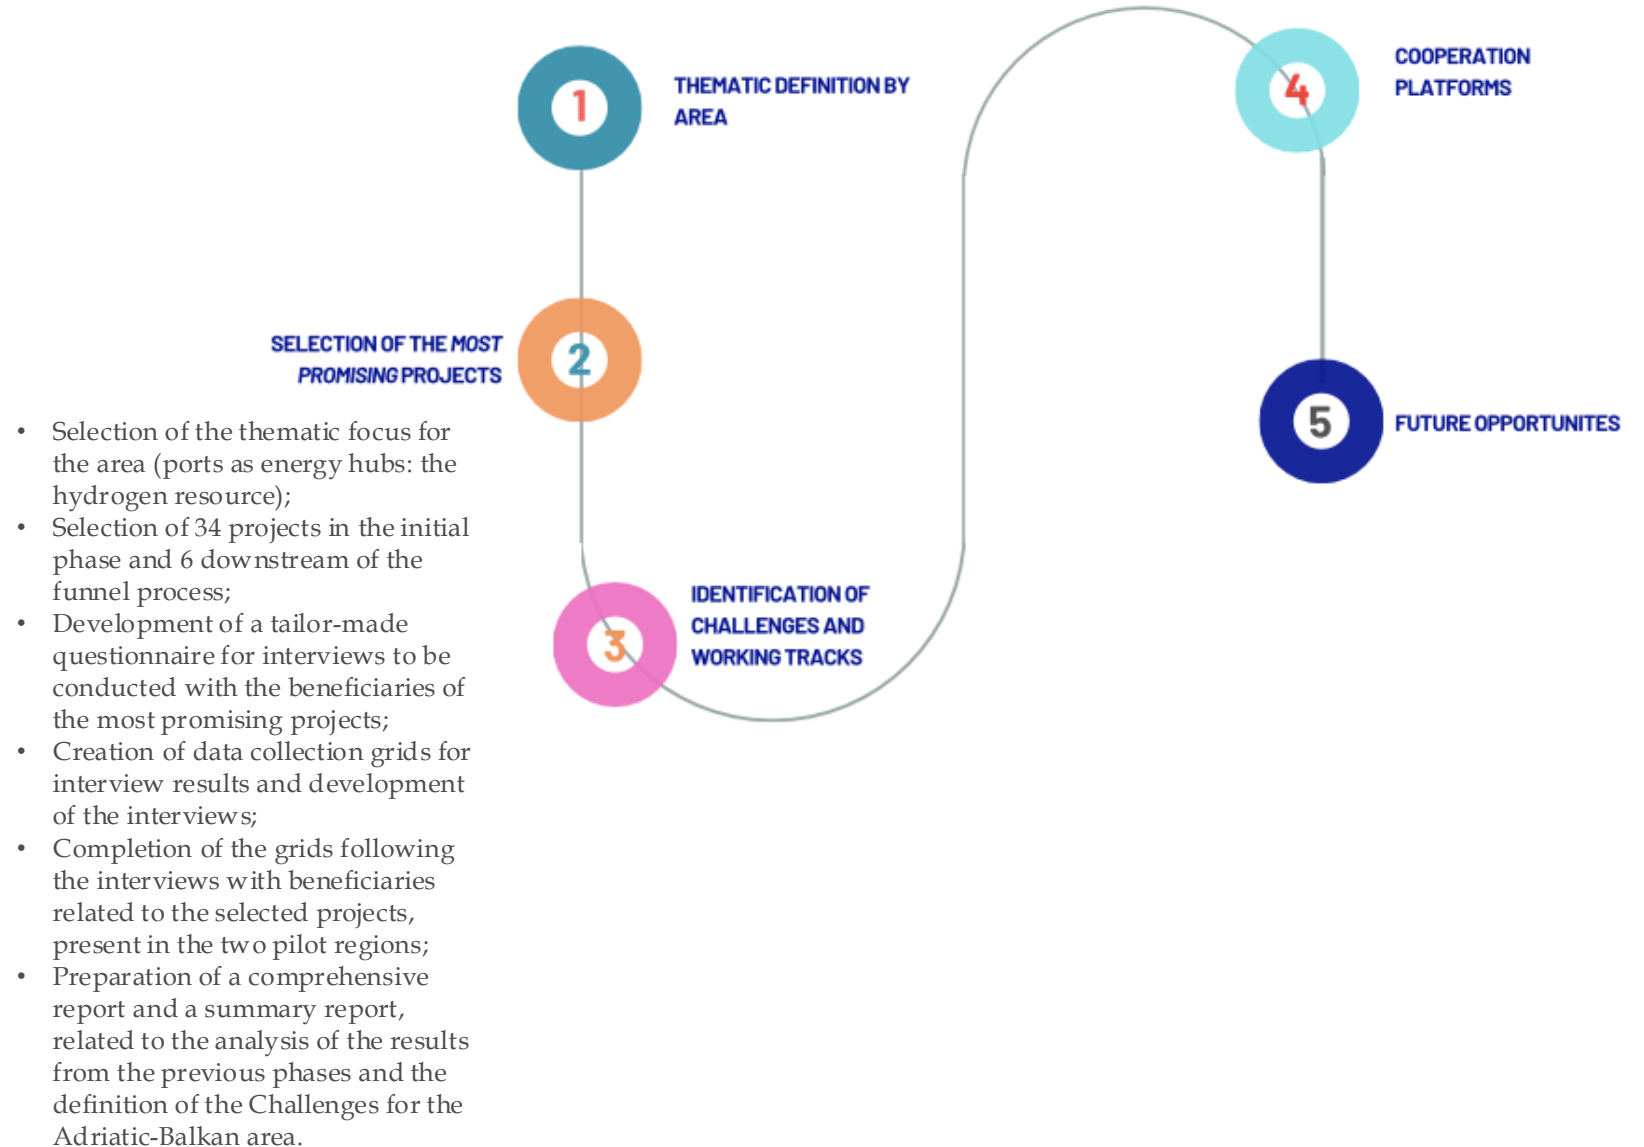 1
THEMATIC DEFINITION BY
AREA
SELECTION OF THE MOST
PROMISING PROJECTS
2
• Selection of the thematic focus for
the area (ports as energy hubs: the
hydrogen resource);
• Selection of 34 projects in the initial
phase and 6 downstream of the
funnel process;
• Development of a tailor-made
questionnaire for interviews to be
conducted with the beneficiaries of
the most promising projects;
• Creation of data collection grids for
interview results and development
of the interviews;
• Completion of the grids following
the interviews with beneficiaries
related to the selected projects,
present in the two pilot regions;
• Preparation of a comprehensive
report and a summary report,
related to the analysis of the results
from the previous phases and the
definition of the Challenges for the
Adriatic-Balkan area.
3
IDENTIFICATION OF
CHALLENGES AND
WORKING TRACKS
4
COOPERATION
PLATFORMS
5
FUTURE OPPORTUNITES